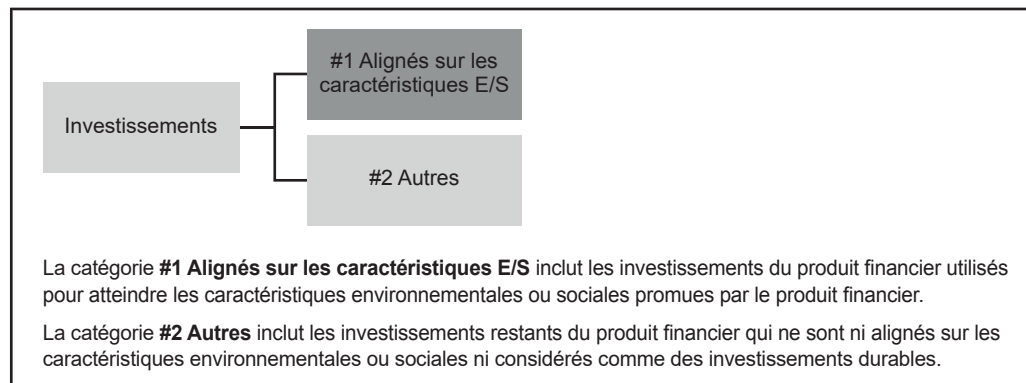 #1 Alignés sur les
caractéristiques E/S
Investissements
#2 Autres
La catégorie #1 Alignés sur les caractéristiques E/S inclut les investissements du produit financier utilisés
pour atteindre les caractéristiques environnementales ou sociales promues par le produit financier.
La catégorie #2 Autres inclut les investissements restants du produit financier qui ne sont ni alignés sur les
caractéristiques environnementales ou sociales ni considérés comme des investissements durables.